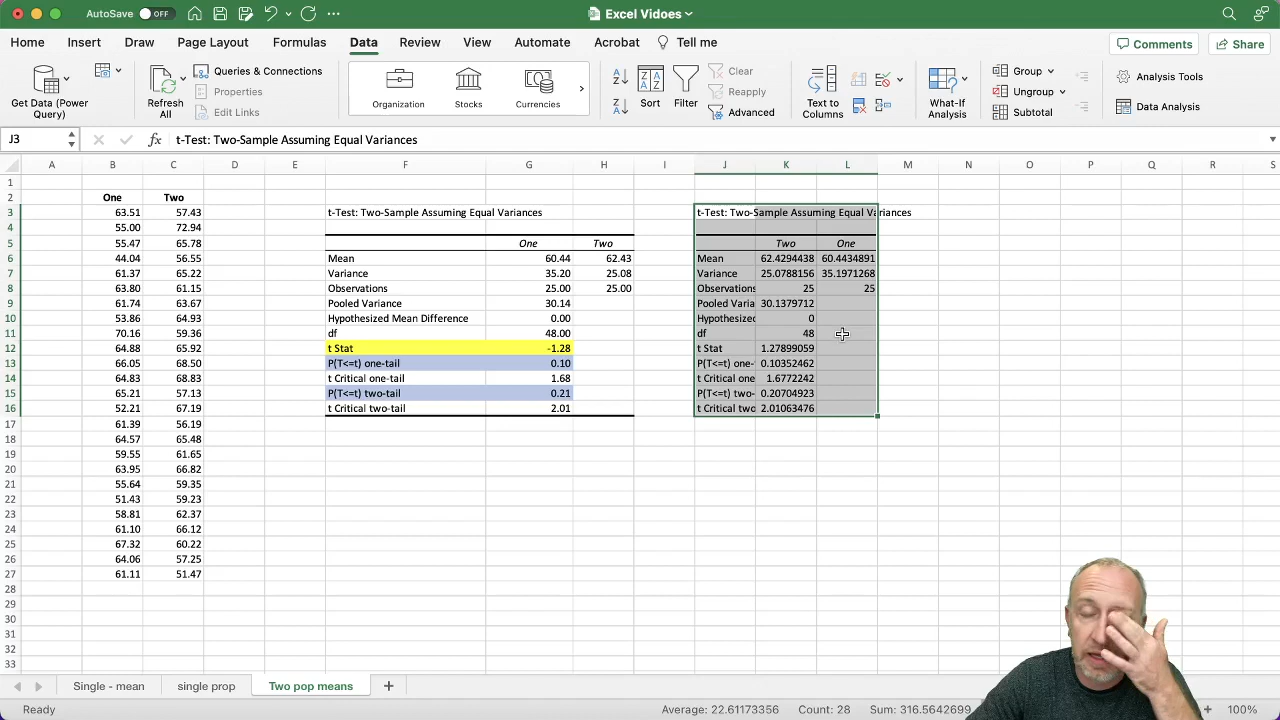 AutoSave OFF ... Excel Vidoes
Home Insert Draw Page Layout Formulas Data Review View Automate Acrobat Tell me Comments Share
Get Data (Power Query)
Refresh All
Queries & Connections
Properties
Edit Links
Organization Stocks Currencies
Sort Filter
Clear
Reapply
Advanced
Text to Columns
What-If Analysis
Group
Ungroup
Subtotal
Analysis Tools
Data Analysis
J3 fx t-Test: Two-Sample Assuming Equal Variances
A B C D E F G H I J K L M N O P Q R S
1
2 One Two
3 63.51 57.43 t-Test: Two-Sample Assuming Equal Variances t-Test: Two-Sample Assuming Equal Variances
4 55.00 72.94
5 55.47 65.78 One Two Two One
6 44.04 56.55 Mean 60.44 62.43 Mean 62.4294438 60.4434891
7 61.37 65.22 Variance 35.20 25.08 Variance 25.0788156 35.1971268
8 63.80 61.15 Observations 25.00 25.00 Observations 25 25
9 61.74 63.67 Pooled Variance 30.14 Pooled Varia 30.1379712
10 53.86 64.93 Hypothesized Mean Difference 0.00 Hypothesized 0
11 70.16 59.36 df 48.00 df 48
12 64.88 65.92 t Stat -1.28 t Stat 1.27899059
13 66.05 68.50 P(T<=t) one-tail 0.10 P(T<=t) one- 0.10352462
14 64.83 68.83 t Critical one-tail 1.68 t Critical one 1.6772242
15 65.21 57.13 P(T<=t) two-tail 0.21 P(T<=t) two- 0.20704923
16 52.21 67.19 t Critical two-tail 2.01 t Critical two 2.01063476
17 61.39 56.19
18 64.57 65.48
19 59.55 61.65
20 63.95 66.82
21 55.64 59.35
22 51.43 59.23
23 58.81 62.37
24 61.10 66.12
25 67.32 60.22
26 64.06 57.25
27 61.11 51.47
28
29
30
31
32
33
Single - mean single prop Two pop means +
Ready Average: 22.61173356 Count: 28 Sum: 316.5642699 + 100%